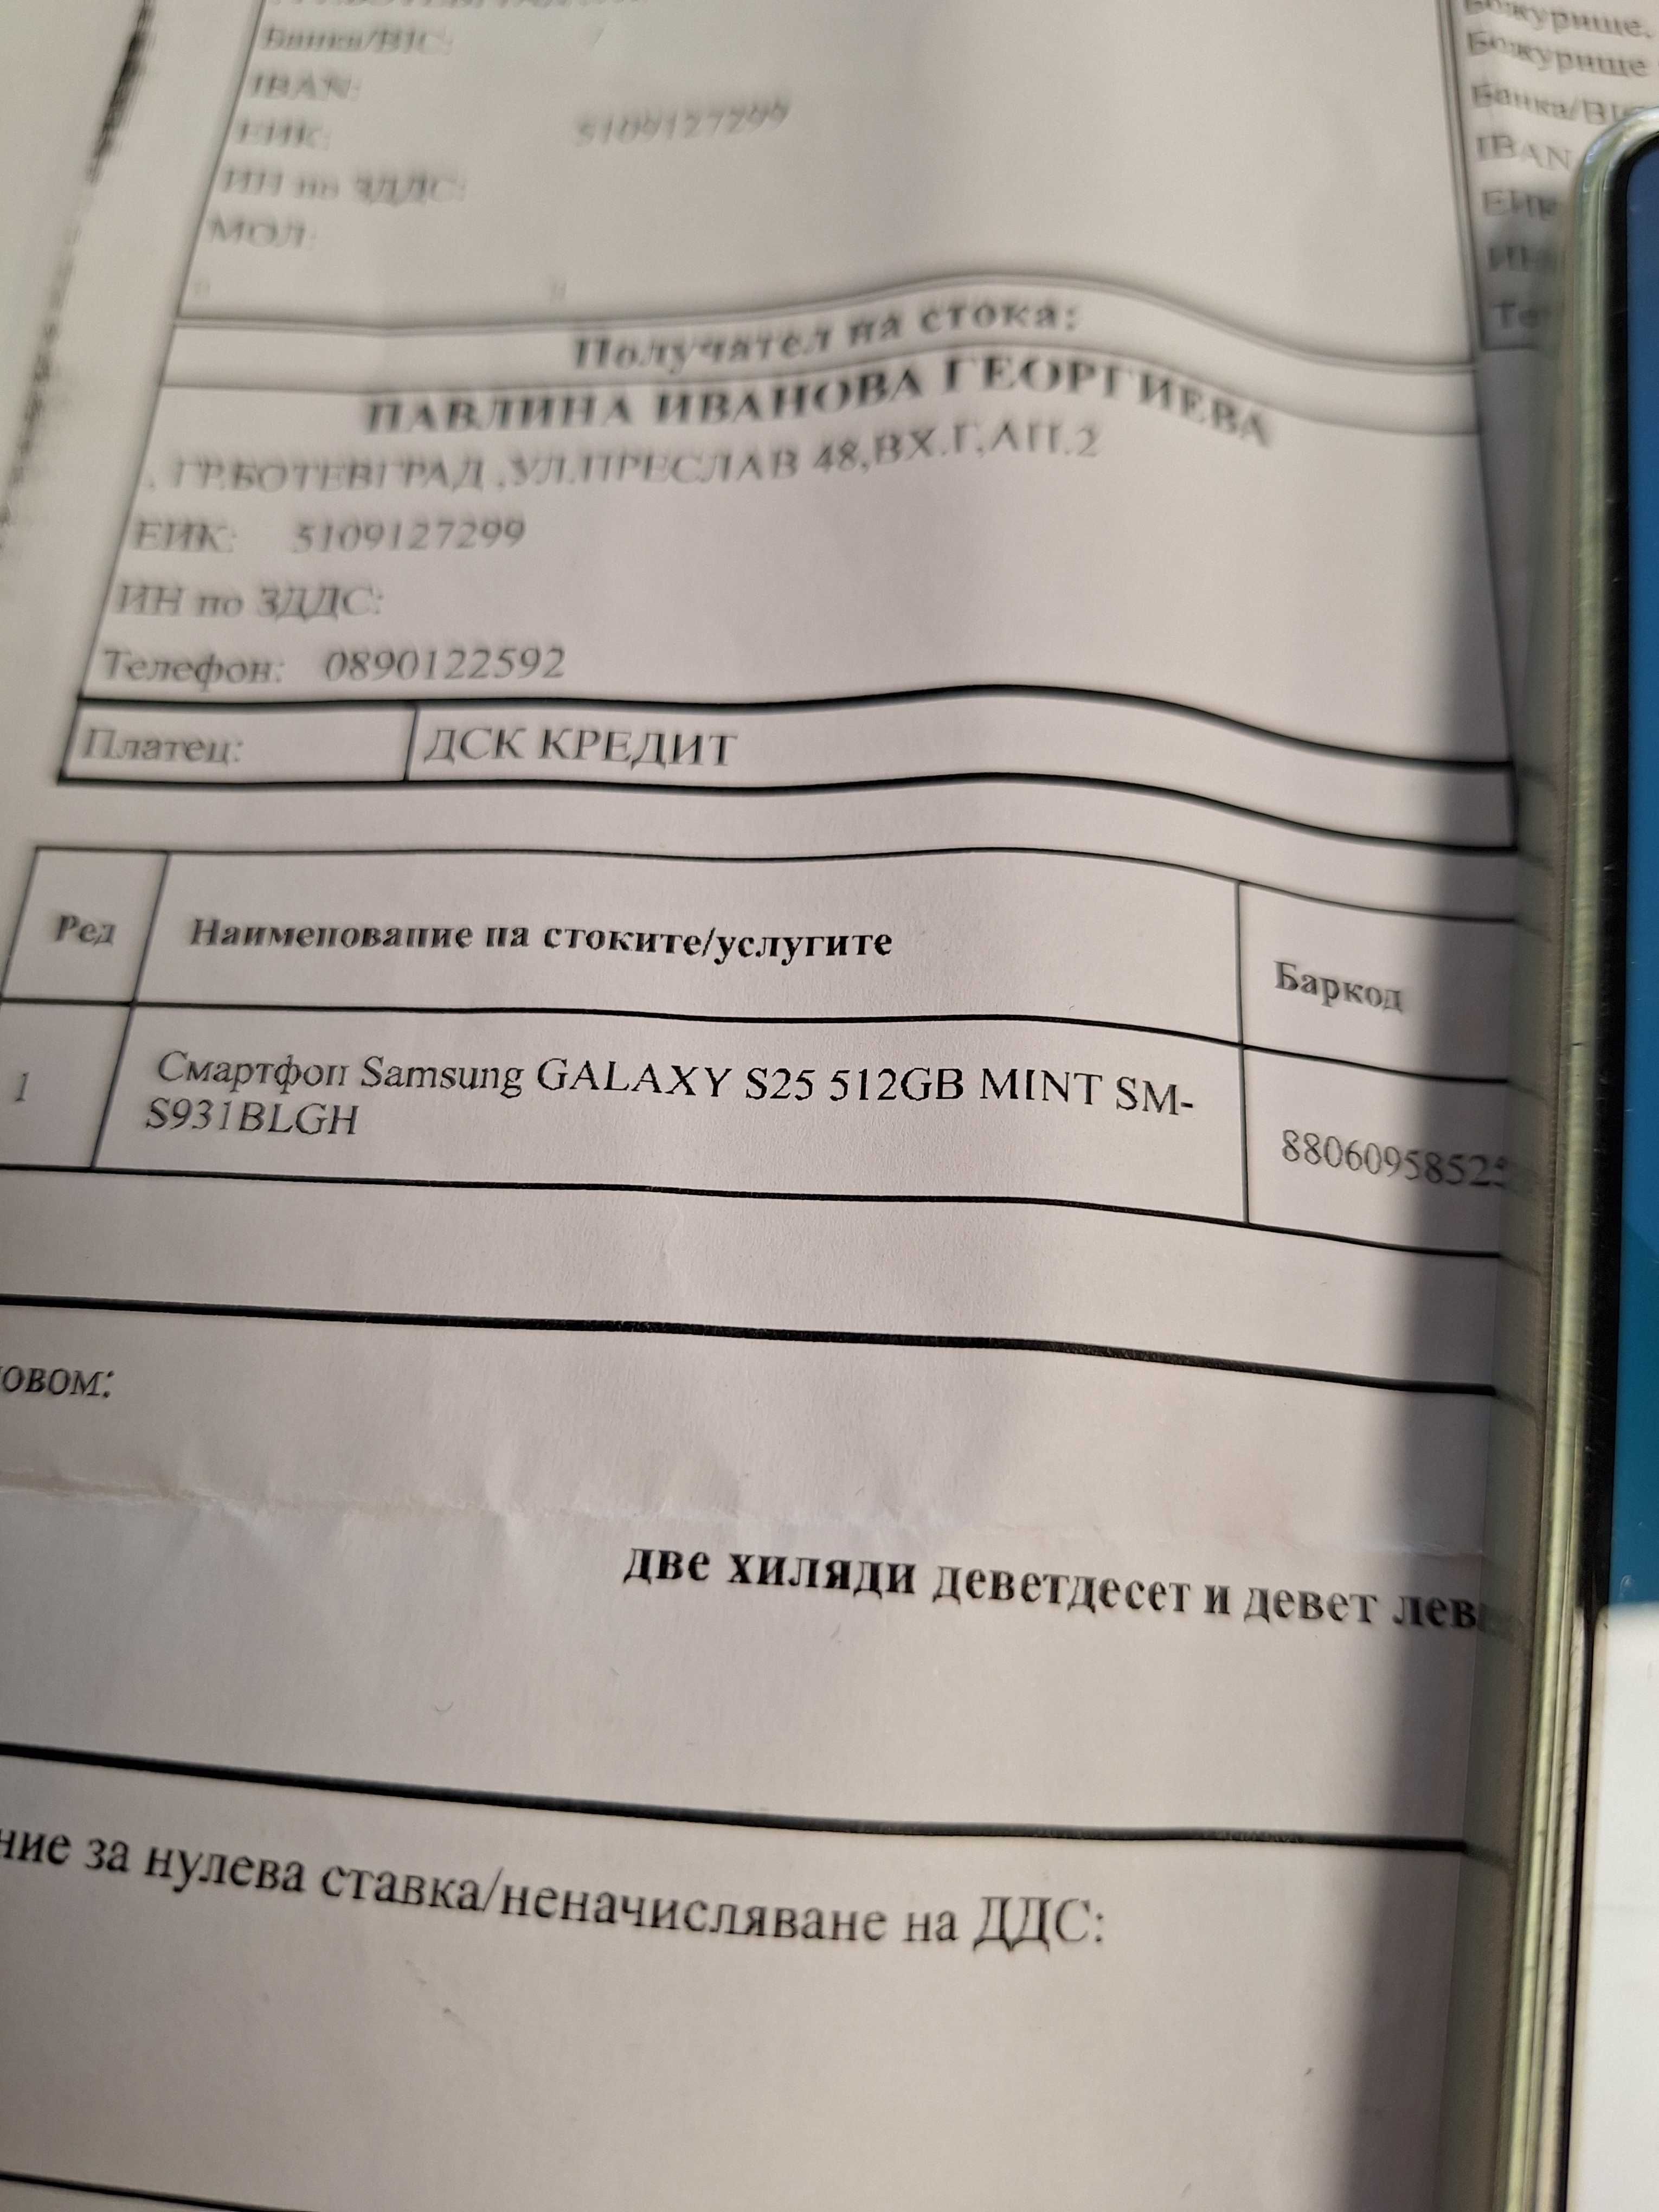 Банка/BIC:
IBAN:
ЕИК: 5109127299
ИН по ЗДДС:
МОЛ:
Божурище.
Божурище
Банка/BIC
IBAN
ЕИК
Получател на стока:
ПАВЛИНА ИВАНОВА ГЕОРГИЕВА
, ГР.БОТЕВГРАД ,УЛ.ПРЕСЛАВ 48,ВХ.Г,АП.2
ЕИК: 5109127299
ИН по ЗДДС:
Телефон: 0890122592
Платец: ДСК КРЕДИТ
Ред Наименование на стоките/услугите Баркод
1 Смартфон Samsung GALAXY S25 512GB MINT SM-
S931BLGH
88060958525
овом:
две хиляди деветдесет и девет лев
ние за нулева ставка/неначисляване на ДДС: